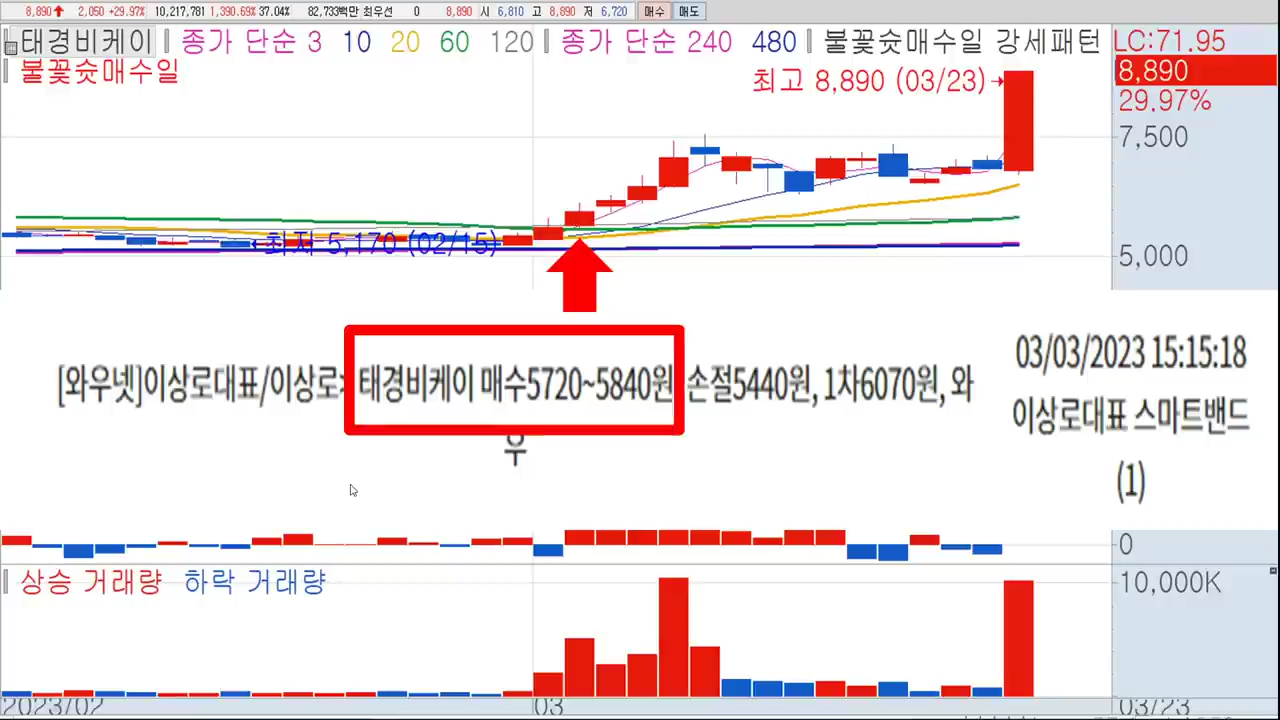 8,890 2,050 +29.97% 10,217,781 1,390.69% 37.04% 82,733백만 최우선 0 8,890 시 6,810 고 8,890 저 6,720 매수 매도
태경비케이 종가 단순 3 10 20 60 120 종가 단순 240 480 불꽃슛매수일 강세패턴 LC:71.95
불꽃슛매수일
최고 8,890 (03/23)
8,890
29.97%
7,500
최저 5,170 (02/15)
5,000
[와우넷]이상로대표/이상로> 태경비케이 매수5720~5840원 손절5440원, 1차6070원, 와
우
03/03/2023 15:15:18
이상로대표 스마트밴드
(1)
0
상승 거래량 하락 거래량
10,000K
2023/02 03 03/23